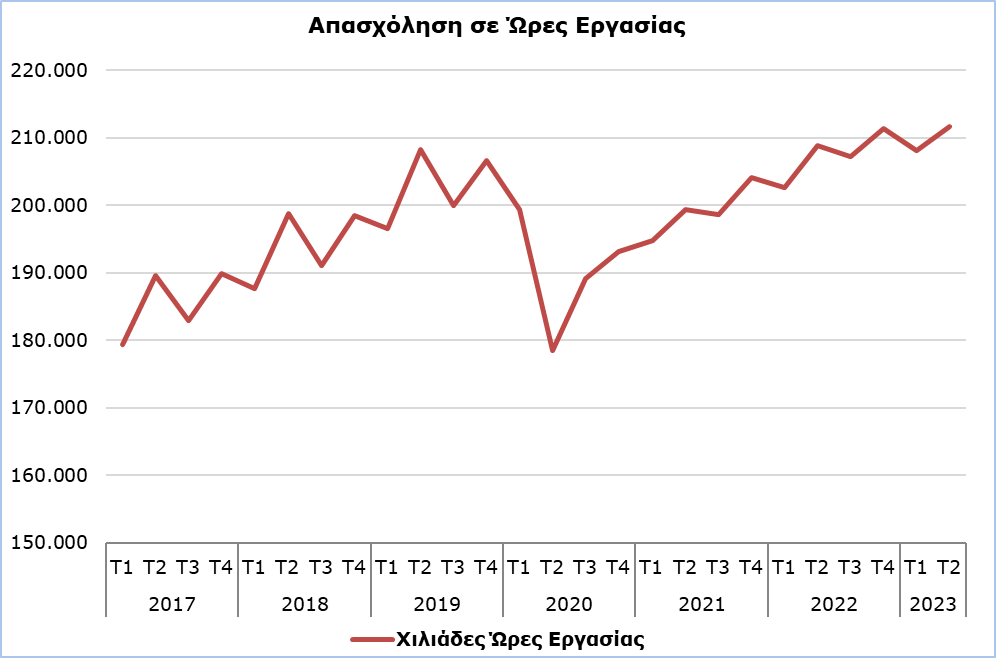 Απασχόληση σε Ώρες Εργασίας
220.000
210.000
200.000
190.000
180.000
170.000
160.000
150.000
T1 T2 T3 T4 T1 T2 T3 T4 T1 T2 T3 T4 T1 T2 T3 T4 T1 T2 T3 T4 T1 T2 T3 T4 T1 T2
2017 2018 2019 2020 2021 2022 2023
Χιλιάδες Ώρες Εργασίας